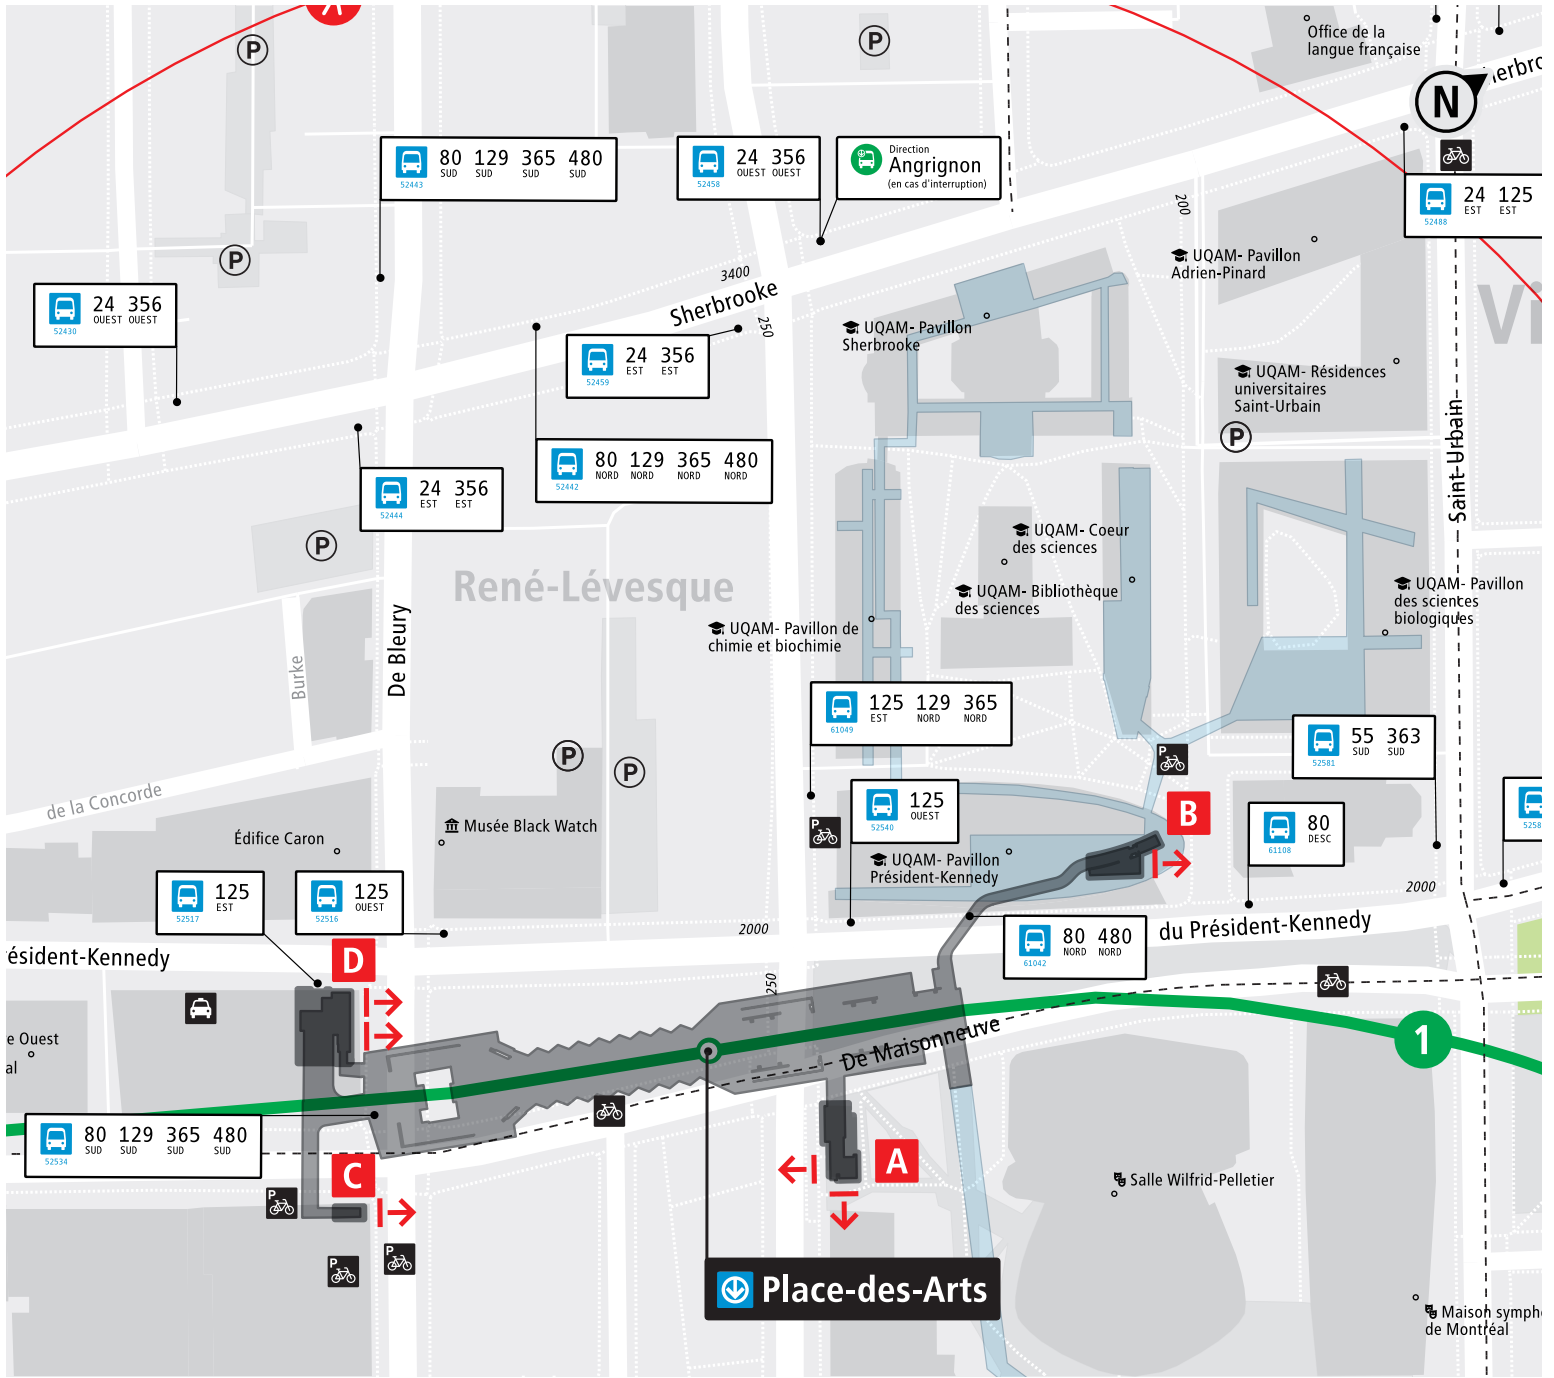 P
P
Office de la
langue française
N
80 129 365 480
SUD SUD SUD SUD
52443
24 356
OUEST OUEST
52458
Direction
Angrignon
(en cas d'interruption)
24 125
EST EST
52488
200
P
UQAM- Pavillon
Adrien-Pinard
3400
Sherbrooke
250
24 356
OUEST OUEST
52430
UQAM- Pavillon
Sherbrooke
24 356
EST EST
52459
UQAM- Résidences
universitaires
Saint-Urbain
P
Saint-Urbain
80 129 365 480
NORD NORD NORD NORD
52442
24 356
EST EST
52444
P
UQAM- Coeur
des sciences
René-Lévesque
UQAM- Bibliothèque
des sciences
UQAM- Pavillon
des sciences
biologiques
UQAM- Pavillon de
chimie et biochimie
De Bleury
Burke
125 129 365
EST NORD NORD
61049
55 363
SUD SUD
52581
P
P
P
de la Concorde
125
OUEST
52540
B
80
DESC
61108
Édifice Caron
Musée Black Watch
P
UQAM- Pavillon
Président-Kennedy
125
EST
52517
125
OUEST
52516
2000
2000
80 480
NORD NORD
61042
du Président-Kennedy
D
250
De Maisonneuve
1
80 129 365 480
SUD SUD SUD SUD
52534
C
A
Salle Wilfrid-Pelletier
P
P
P
Place-des-Arts
de Montréal